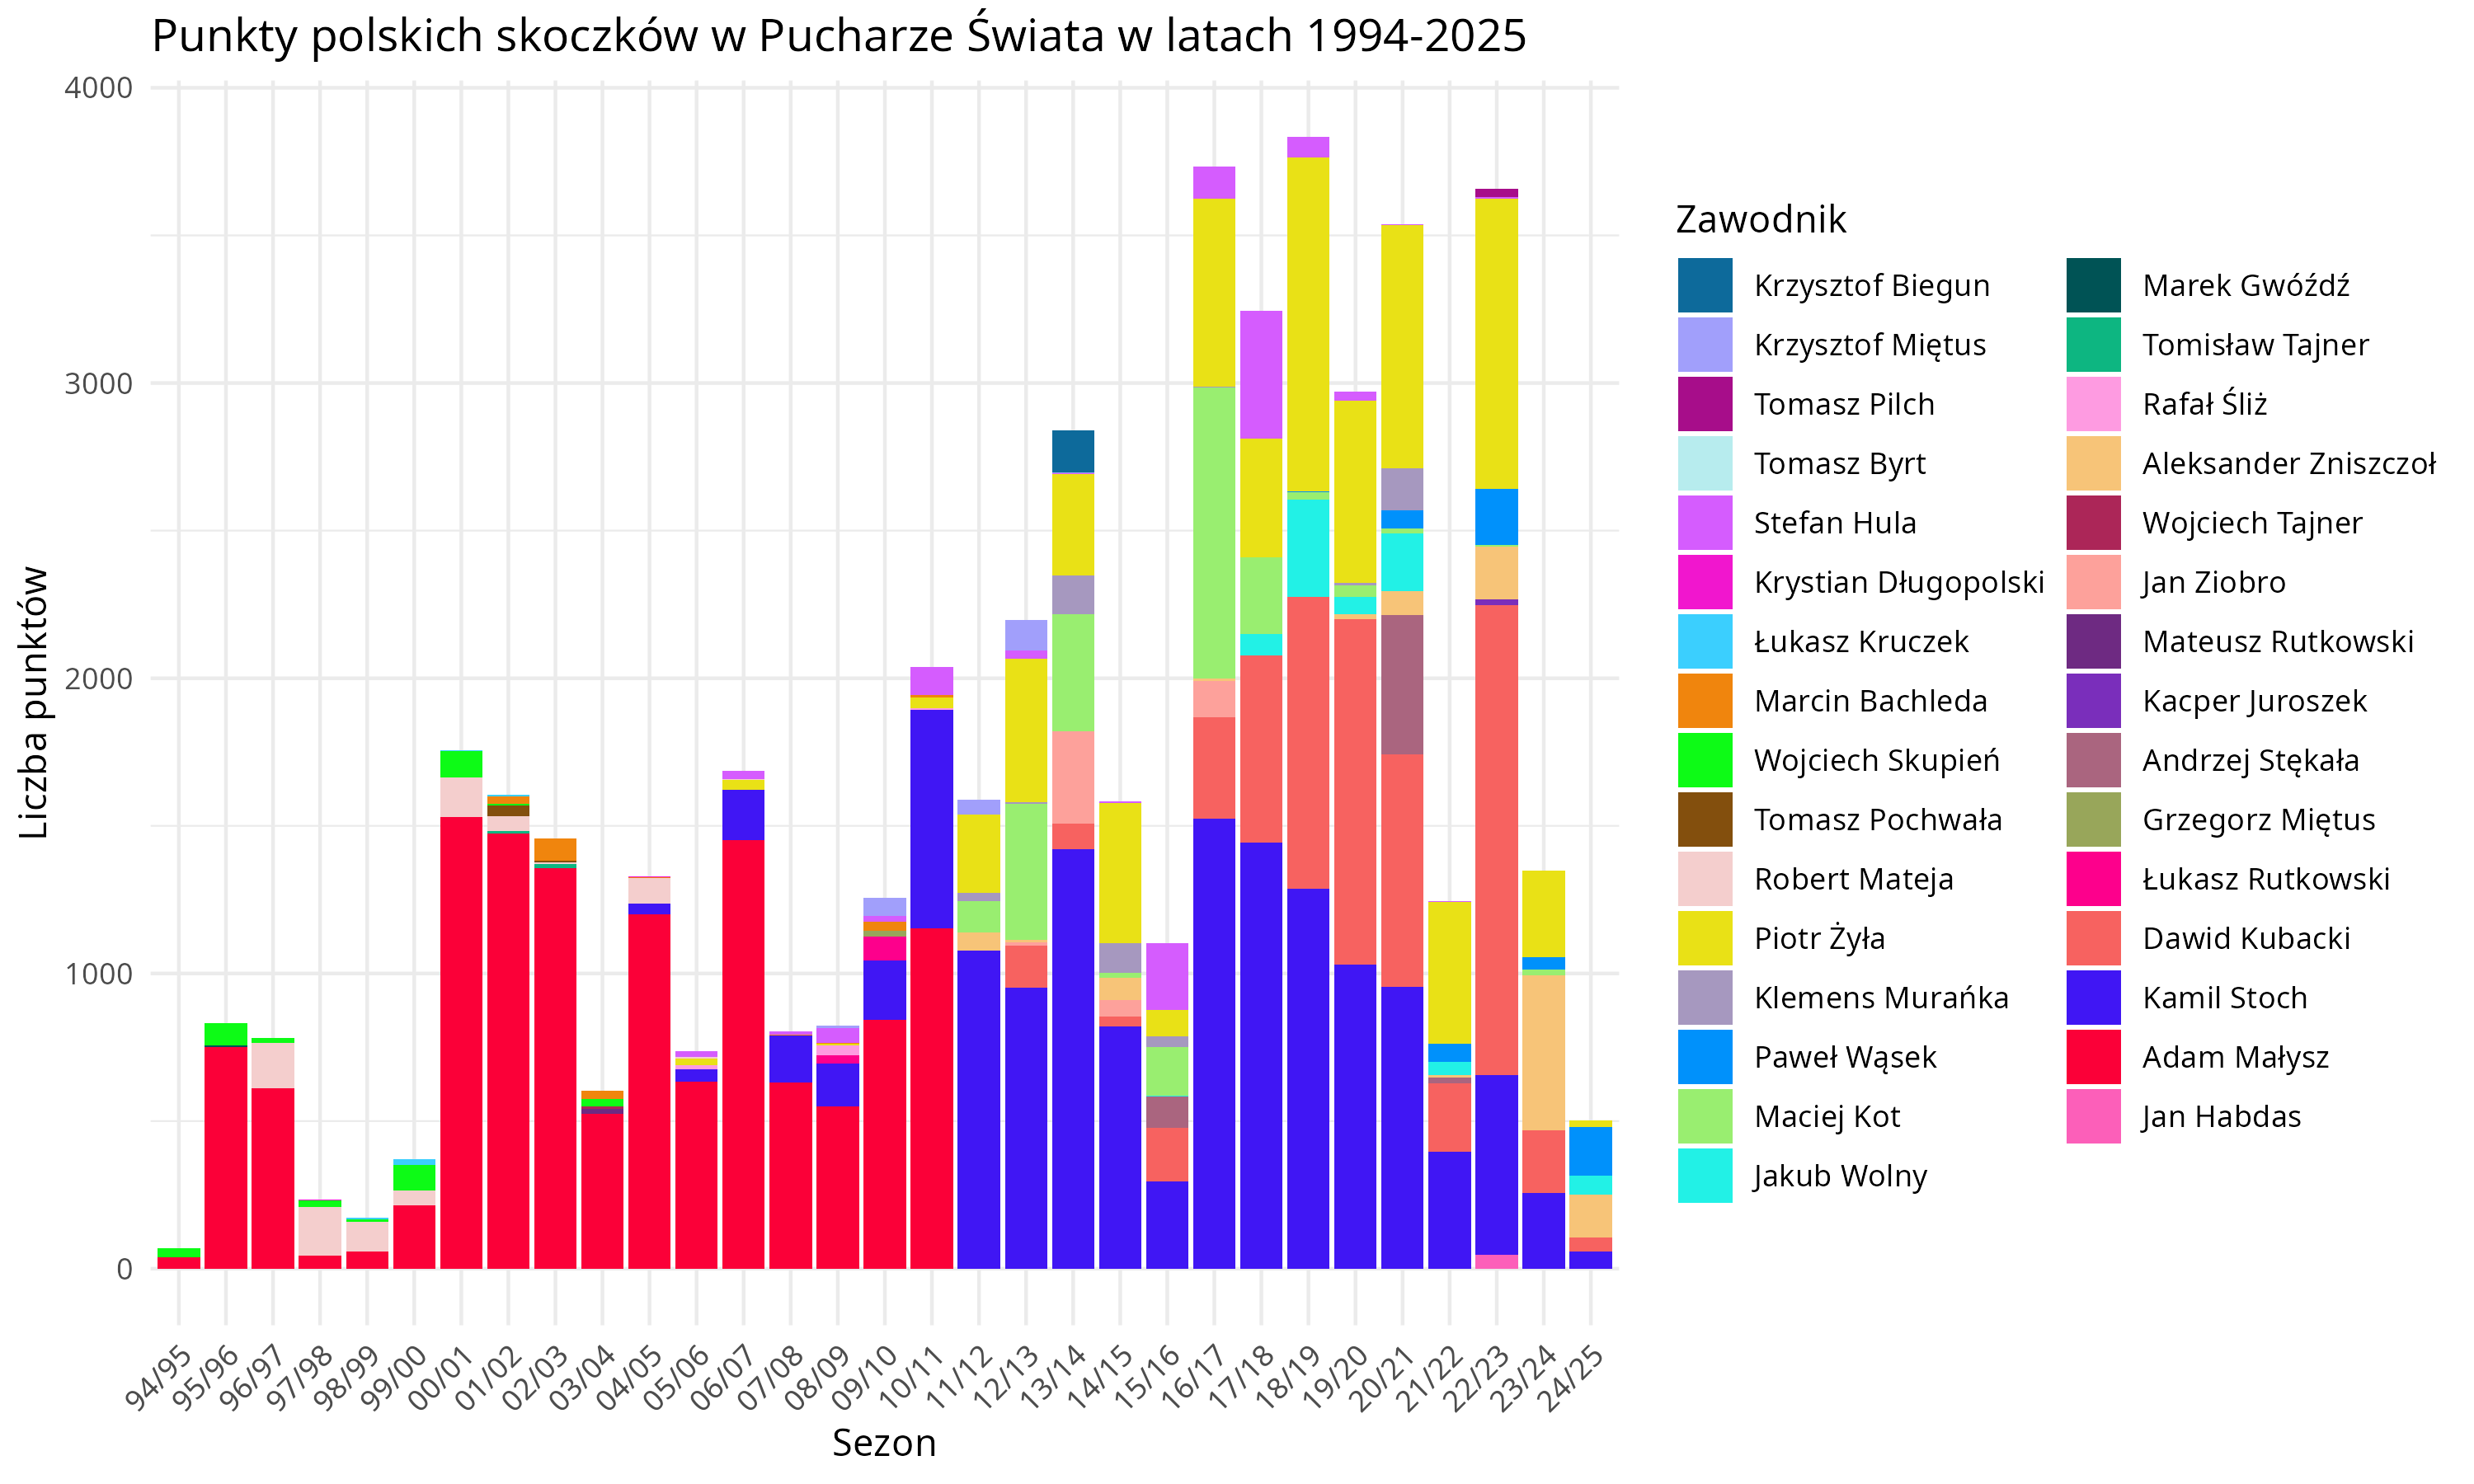 Punkty polskich skoczków w Pucharze Świata w latach 1994-2025
4000
3000
2000
1000
0
Liczba punktów
94/95
95/96
96/97
97/98
98/99
99/00
00/01
01/02
02/03
03/04
04/05
05/06
06/07
07/08
08/09
09/10
10/11
11/12
12/13
13/14
14/15
15/16
16/17
17/18
18/19
19/20
20/21
21/22
22/23
23/24
24/25
Sezon
Zawodnik
Krzysztof Biegun
Krzysztof Miętus
Tomasz Pilch
Tomasz Byrt
Stefan Hula
Krystian Długopolski
Łukasz Kruczek
Marcin Bachleda
Wojciech Skupień
Tomasz Pochwała
Robert Mateja
Piotr Żyła
Klemens Murańka
Paweł Wąsek
Maciej Kot
Jakub Wolny
Marek Gwóźdź
Tomisław Tajner
Rafał Śliż
Aleksander Zniszczoł
Wojciech Tajner
Jan Ziobro
Mateusz Rutkowski
Kacper Juroszek
Andrzej Stękała
Grzegorz Miętus
Łukasz Rutkowski
Dawid Kubacki
Kamil Stoch
Adam Małysz
Jan Habdas